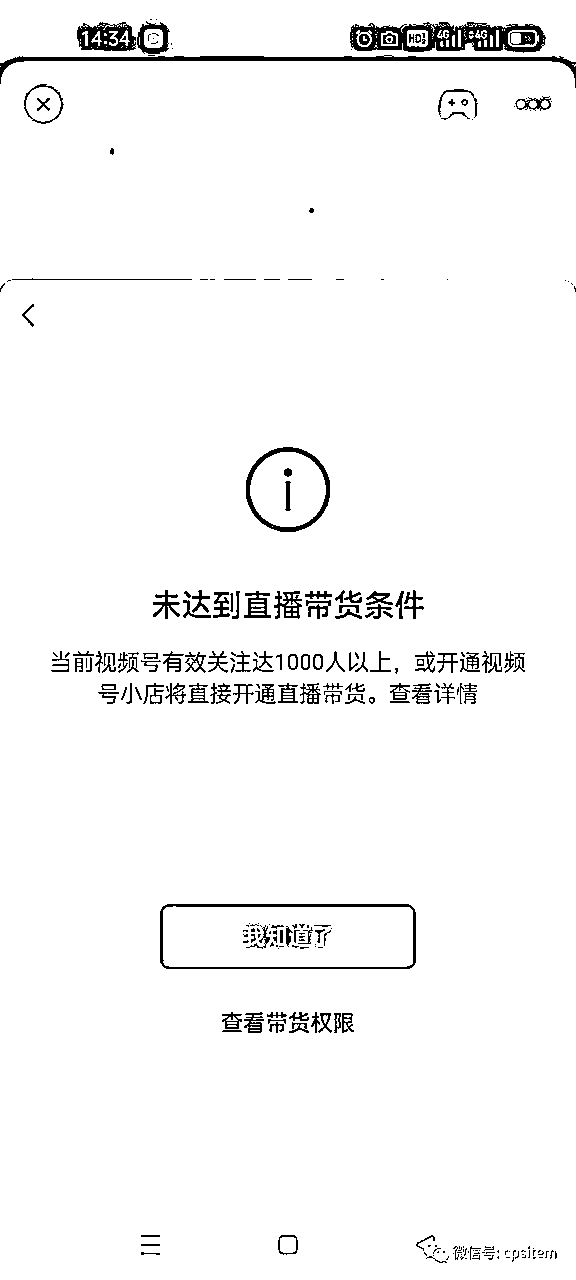 14:34
HD 4G 4G
未达到直播带货条件
当前视频号有效关注达1000人以上，或开通视频
号小店将直接开通直播带货。查看详情
我知道了
查看带货权限
微信号: cpsitem